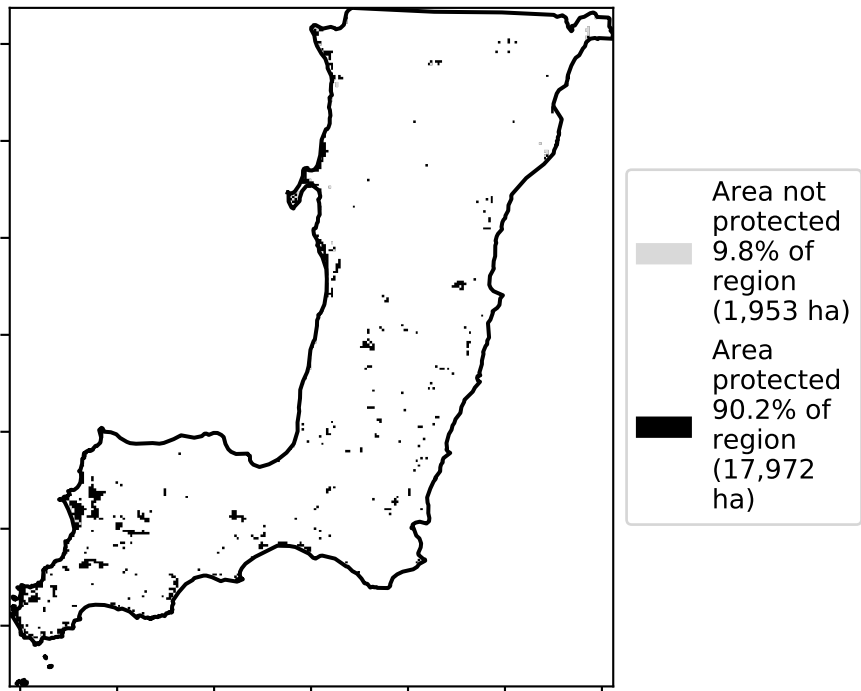 Area not
protected
9.8% of
region
(1,953 ha)
Area
protected
90.2% of
region
(17,972
ha)